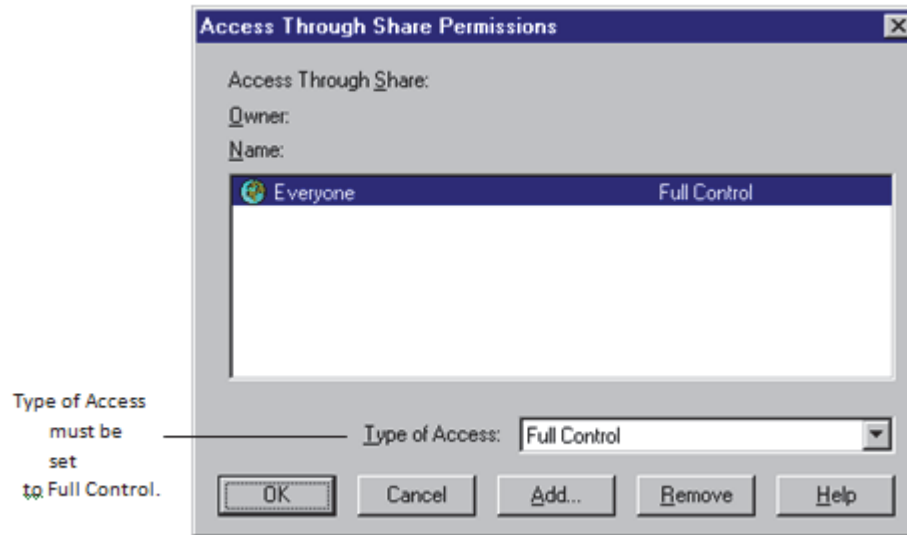 Access Through Share Permissions
Access Through Share:
Owner:
Name:
Everyone Full Control
Type of Access
must be
set
to Full Control.
Type of Access: Full Control
OK Cancel Add... Remove Help